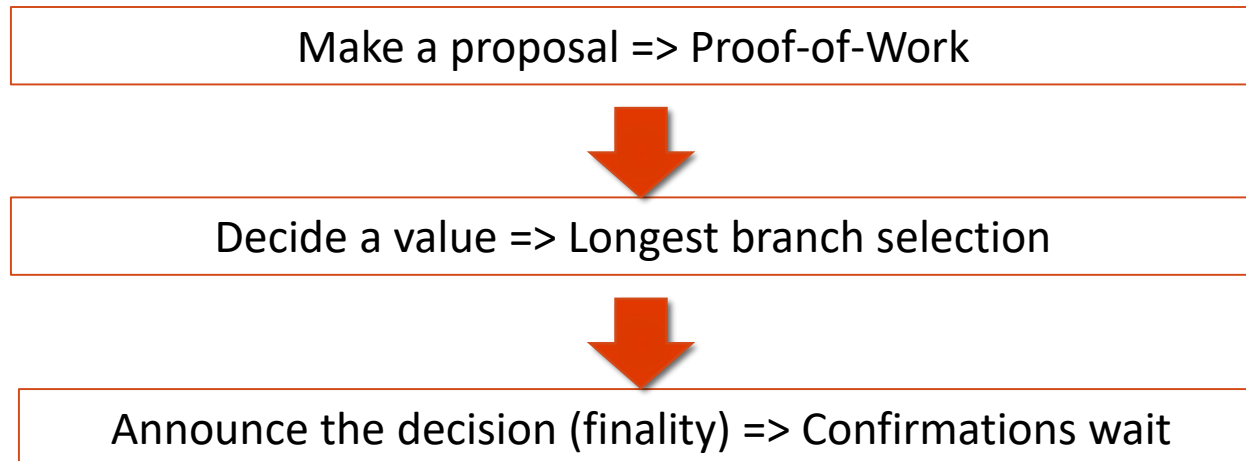 Make a proposal => Proof-of-Work
Decide a value => Longest branch selection
Announce the decision (finality) => Confirmations wait